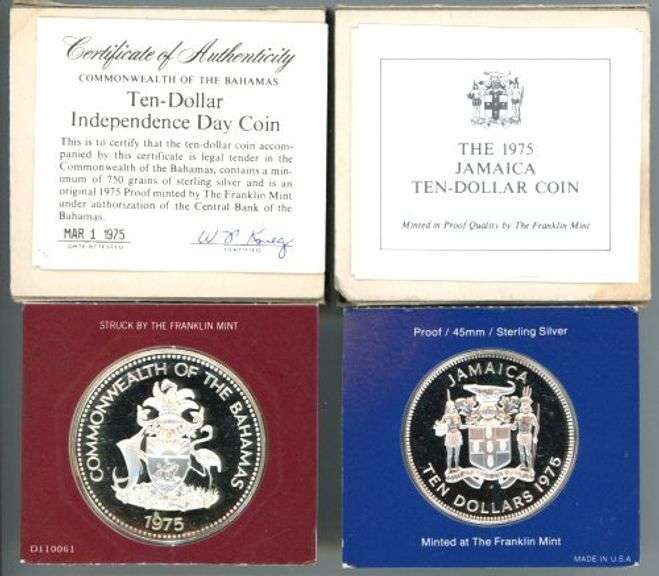 Certificate of Authenticity
COMMONWEALTH OF THE BAHAMAS
Ten-Dollar
Independence Day Coin
This is to certify that the ten-dollar coin accom-
panied by this certificate is legal tender in the
Commonwealth of the Bahamas, contains a min-
imum of 750 grains of sterling silver and is an
original 1975 Proof minted by The Franklin Mint
under authorization of the Central Bank of the
Bahamas.
MAR 1 1975
DATE ATTESTED
CERTIFIED
THE 1975
JAMAICA
TEN-DOLLAR COIN
Minted in Proof Quality by The Franklin Mint
STRUCK BY THE FRANKLIN MINT
COMMONWEALTH OF THE BAHAMAS
1975
D110061
Proof / 45mm / Sterling Silver
JAMAICA
TEN DOLLARS 1975
Minted at The Franklin Mint
MADE IN U.S.A